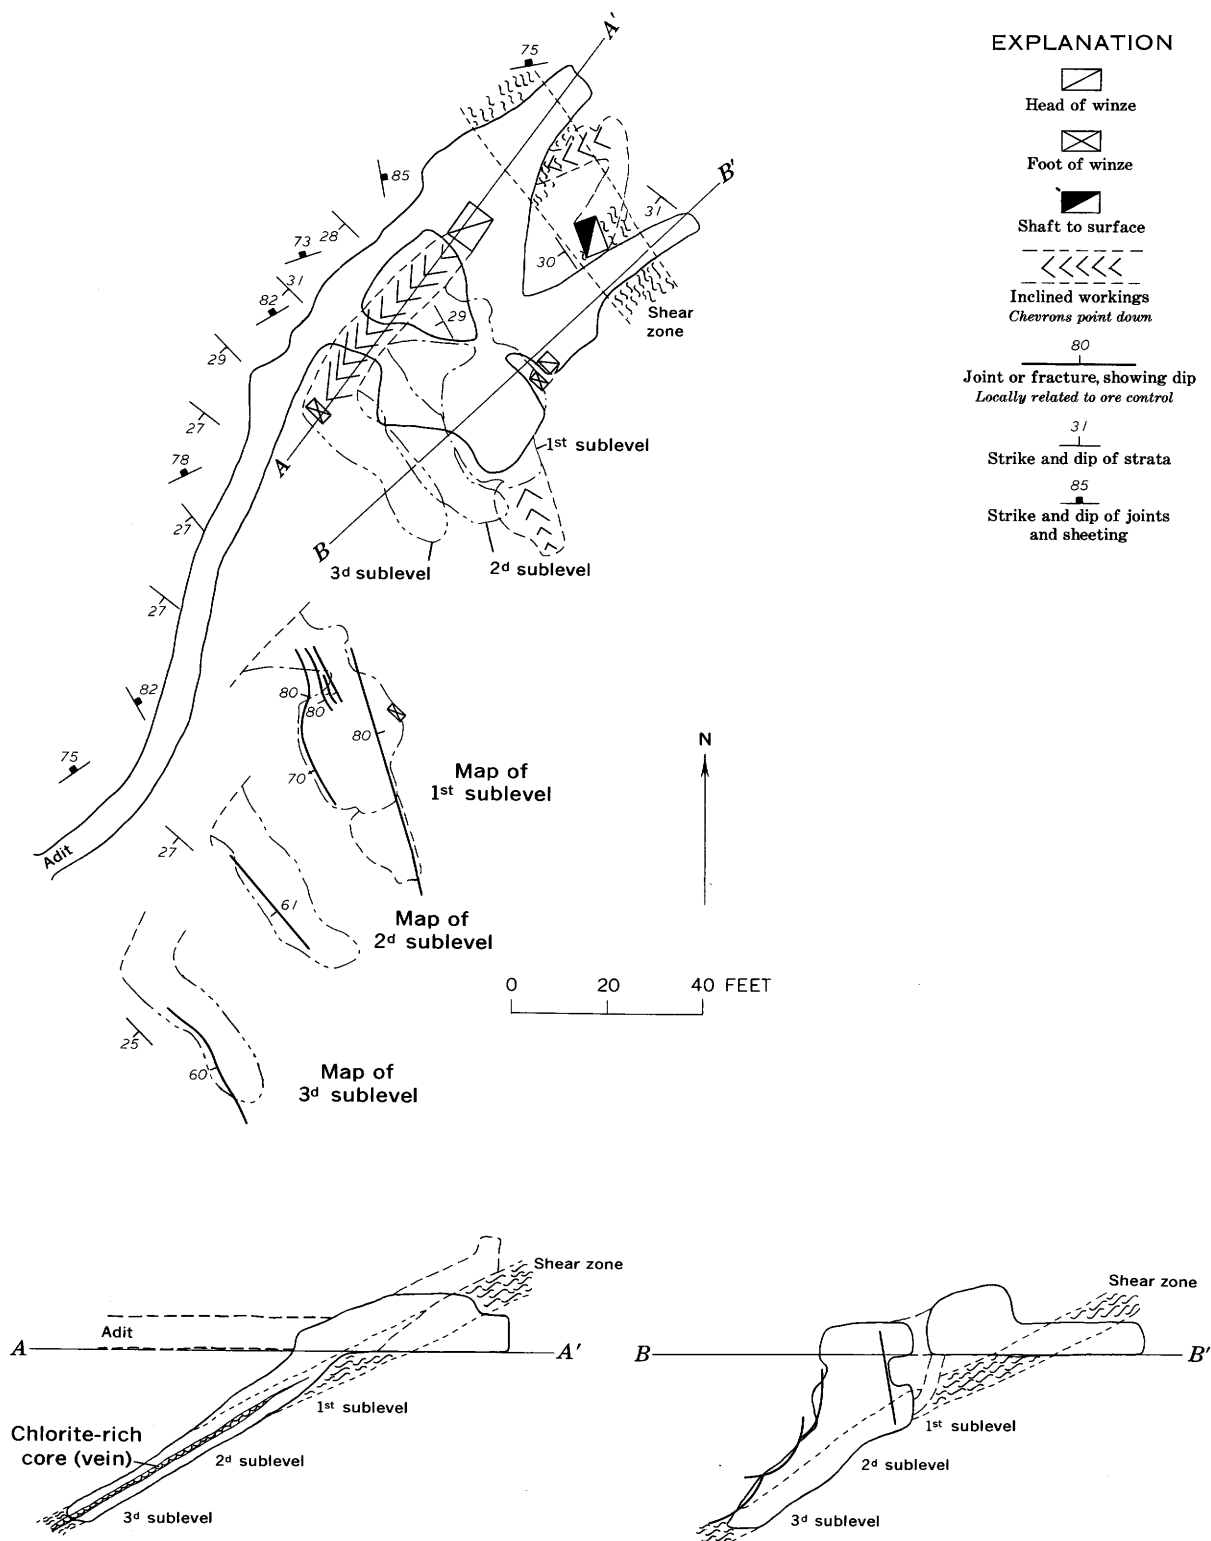 A'
75
EXPLANATION
Head of winze
Foot of winze
Shaft to surface
Inclined workings
Chevrons point down
80
Joint or fracture, showing dip
Locally related to ore control
31
Strike and dip of strata
85
Strike and dip of joints
and sheeting
85
B'
31
28
73
30
31
82
Shear
zone
29
29
27
1st sublevel
A
78
27
B
3d sublevel
2d sublevel
27
80
80
82
80
N
75
70
Map of
1st sublevel
Adit
27
61
Map of
2d sublevel
0 20 40 FEET
25
60
Map of
3d sublevel
Shear zone
Adit
A
A'
1st sublevel
Chlorite-rich
core (vein)
2d sublevel
3d sublevel
Shear zone
B
B'
1st sublevel
2d sublevel
3d sublevel